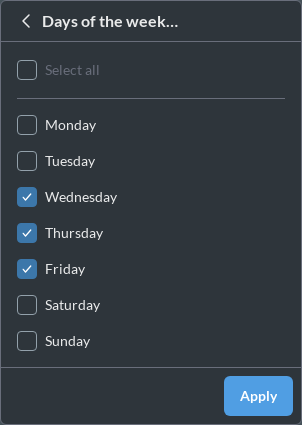 Days of the week…
Select all
Monday
Tuesday
Wednesday
Thursday
Friday
Saturday
Sunday
Apply